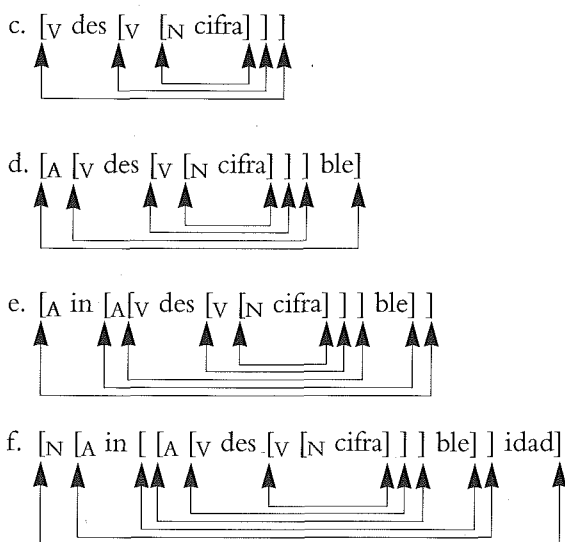 c. [V des [V [N cifra] ] ]
d. [A [V des [V [N cifra] ] ] ble]
e. [A in [A[V des [V [N cifra] ] ] ble] ]
f. [N [A in [ [A [V des [V [N cifra] ] ] ble] ] idad]